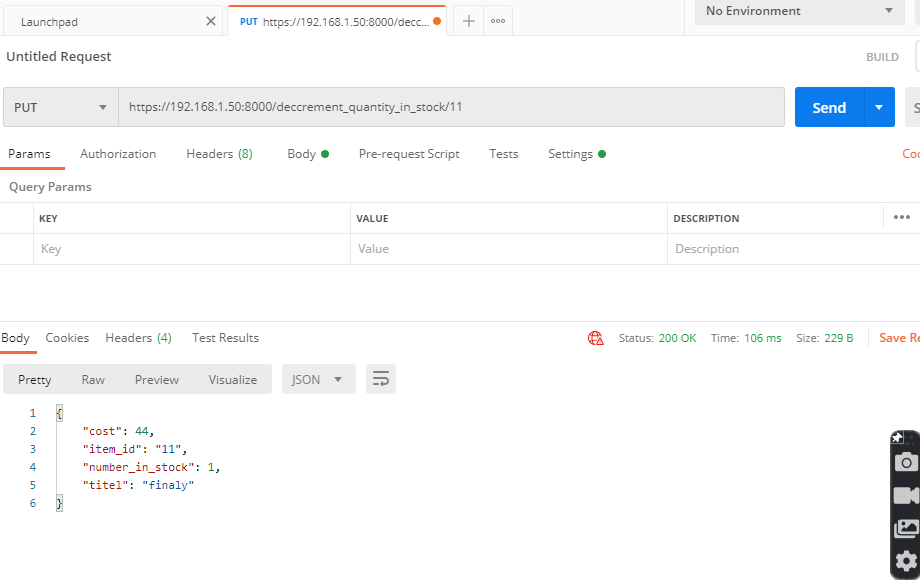 Launchpad
PUT https://192.168.1.50:8000/decc...
No Environment
Untitled Request
BUILD
PUT
https://192.168.1.50:8000/deccrement_quantity_in_stock/11
Send
Params Authorization Headers (8) Body Pre-request Script Tests Settings
Query Params
KEY VALUE DESCRIPTION
Key Value Description
Body Cookies Headers (4) Test Results Status: 200 OK Time: 106 ms Size: 229 B Save Re
Pretty Raw Preview Visualize JSON
1 {
2 "cost": 44,
3 "item_id": "11",
4 "number_in_stock": 1,
5 "titel": "finaly"
6 }